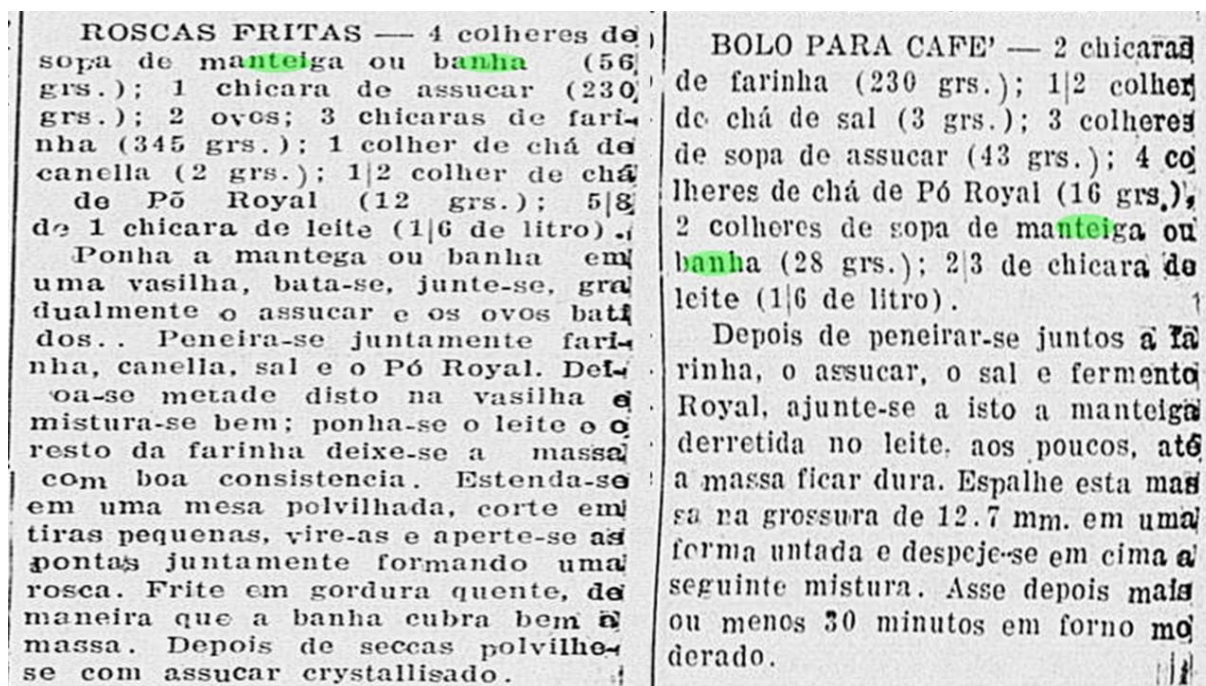 ROSCAS FRITAS — 4 colheres de
sopa de manteiga ou banha (56
grs.); 1 chicara de assucar (230
grs.); 2 ovos; 3 chicaras de fari-
nha (345 grs.); 1 colher de chá de
canella (2 grs.); 1|2 colher de chá
de Põ Royal (12 grs.); 5|8
de 1 chicara de leite (1|6 de litro).
Ponha a mantega ou banha em
uma vasilha, bata-se, junte-se, gra
dualmente o assucar e os ovos bati
dos.. Peneira-se juntamente fari-
nha, canella, sal e o Pó Royal. Dei-
oa-se metade disto na vasilha e
mistura-se bem; ponha-se o leite e o
resto da farinha deixe-se a massa
com boa consistencia. Estenda-se
em uma mesa polvilhada, corte em
tiras pequenas, vire-as e aperte-se as
pontas juntamente formando uma
rosca. Frite em gordura quente, de
maneira que a banha cubra bem a
massa. Depois de seccas polvilhe-
se com assucar crystallisado.
BOLO PARA CAFE' — 2 chicaras
de farinha (230 grs.); 1|2 colher
de chá de sal (3 grs.); 3 colheres
de sopa de assucar (43 grs.); 4 co
lheres de chá de Pó Royal (16 grs.),
2 colheres de sopa de manteiga ou
banha (28 grs.); 2|3 de chicara de
leite (1|6 de litro).
Depois de peneirar-se juntos a fa
rinha, o assucar, o sal e fermento
Royal, ajunte-se a isto a manteiga
derretida no leite, aos poucos, até
a massa ficar dura. Espalhe esta mas
sa na grossura de 12.7 mm. em uma
forma untada e despeje-se em cima a
seguinte mistura. Asse depois mais
ou menos 30 minutos em forno mo
derado.